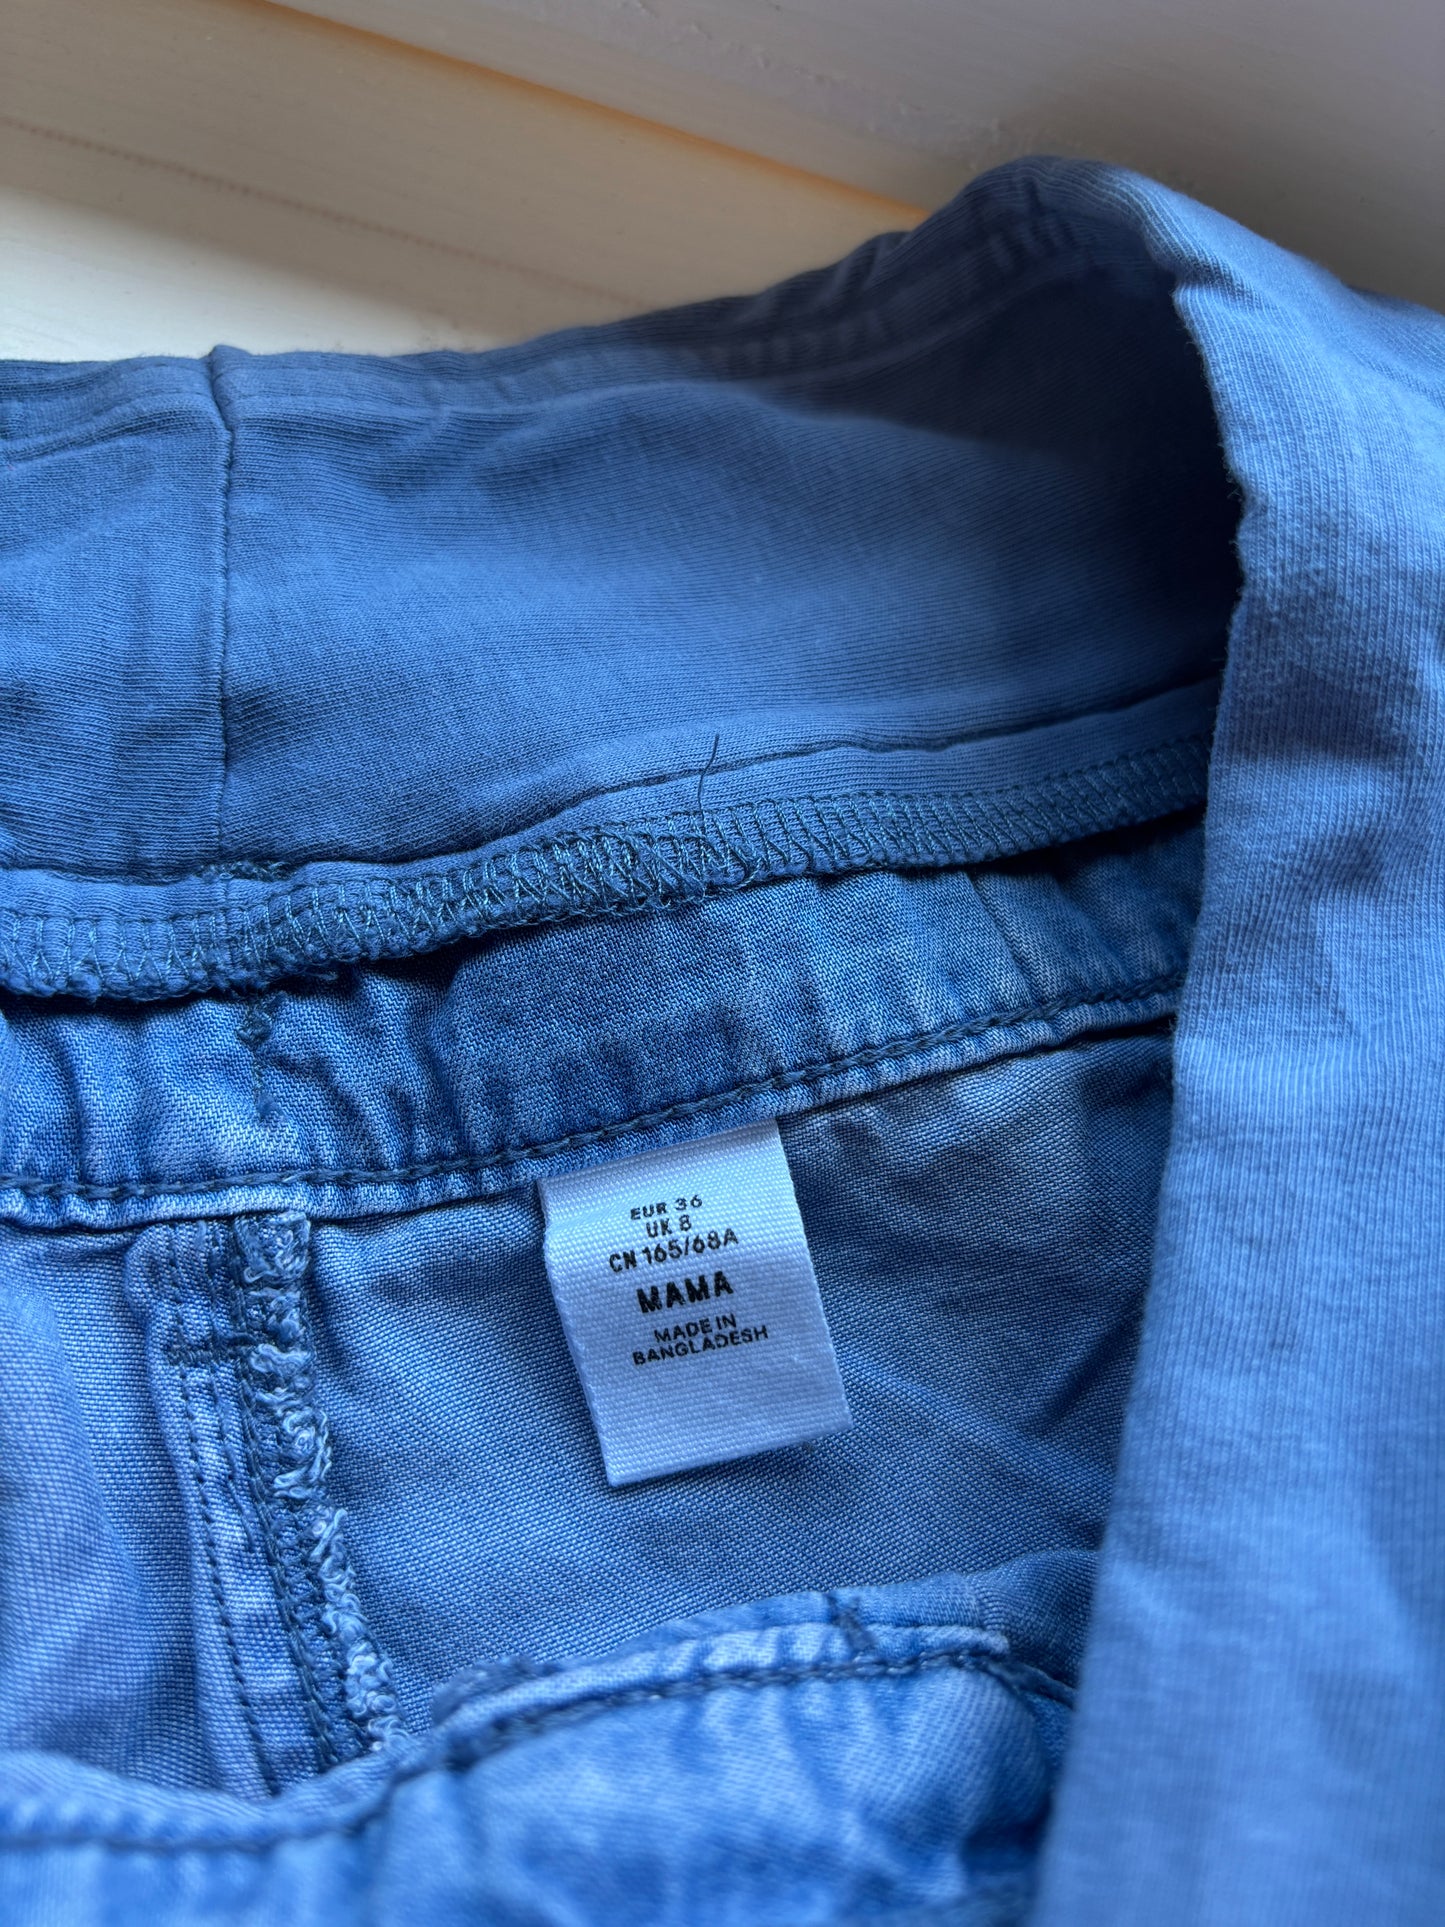 EUR 36
UK 8
CN 165/68A
MAMA
MADE IN
BANGLADESH